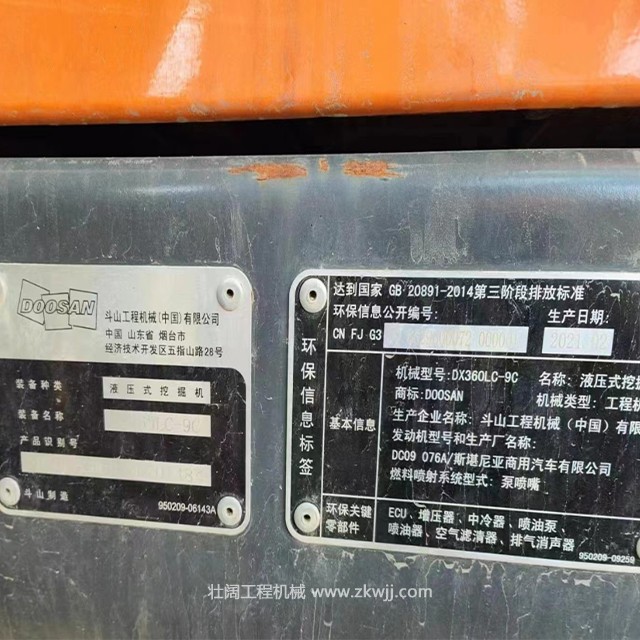 DOOSAN
斗山工程机械(中国)有限公司
中国 山东省 烟台市
经济技术开发区五指山路28号
装备种类
液压式挖掘机
装备名称
LC-9C
产品识别号
斗山制造
950209-06143A
环保信息标签
达到国家 GB 20891-2014第三阶段排放标准
环保信息公开编号:
生产日期:
CN FJ G3
2021.02
基本信息
机械型号:DX360LC-9C 名称:液压式挖
商标:DOOSAN 机械类型:工程机
生产企业名称:斗山工程机械(中国)有限
发动机型号和生产厂名称:
DC09 076A/斯堪尼亚商用汽车有限公司
燃料喷射系统型式:泵喷嘴
环保关键
零部件
ECU、增压器、中冷器、喷油泵、
喷油器、空气滤清器、排气消声器
950209-09259
壮阔工程机械 www.zkwjj.com